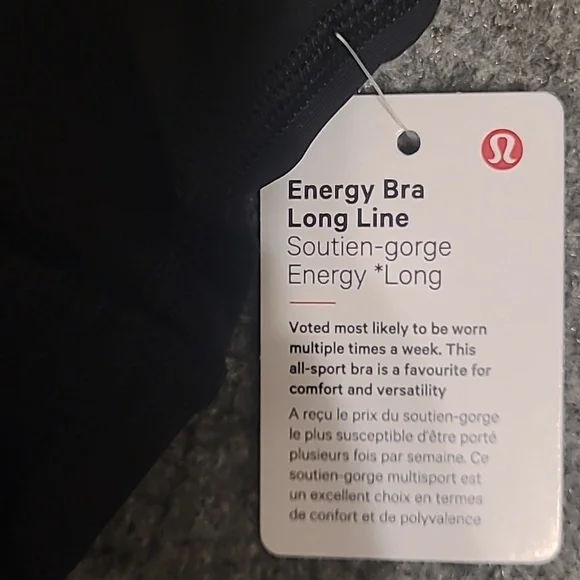 Energy Bra
Long Line
Soutien-gorge
Energy *Long
Voted most likely to be worn
multiple times a week. This
all-sport bra is a favourite for
comfort and versatility
A reçu le prix du soutien-gorge
le plus susceptible d'être porté
plusieurs fois par semaine. Ce
soutien-gorge multisport est
un excellent choix en termes
de confort et de polyvalence